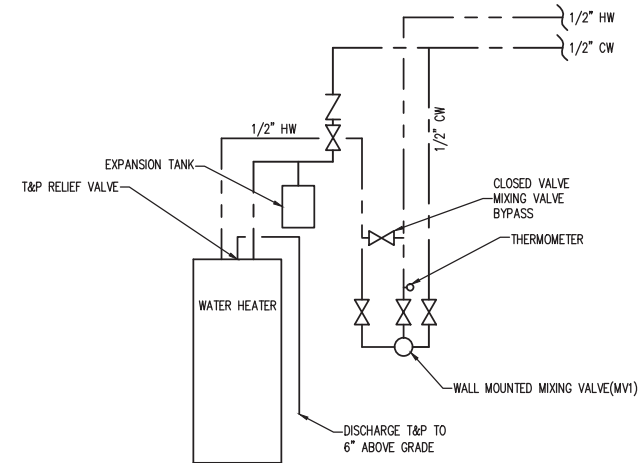 1/2" HW
1/2" CW
1/2" HW
1/2" CW
EXPANSION TANK
T&P RELIEF VALVE
CLOSED VALVE
MIXING VALVE
BYPASS
THERMOMETER
WATER HEATER
WALL MOUNTED MIXING VALVE(MV1)
DISCHARGE T&P TO
6" ABOVE GRADE